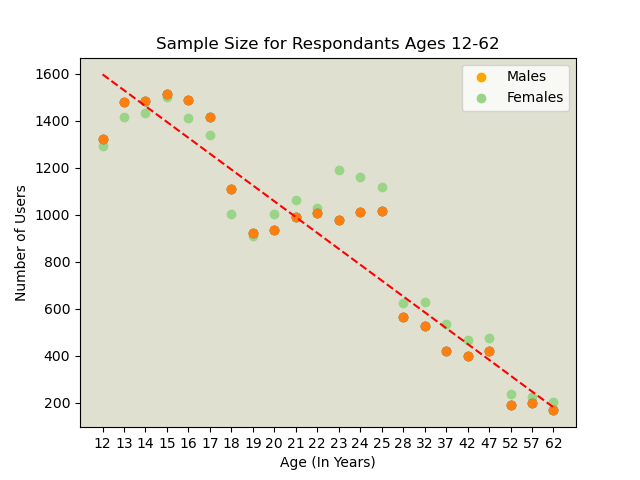 Sample Size for Respondants Ages 12-62
Males
Females
1600
1400
1200
1000
800
600
400
200
Number of Users
12 13 14 15 16 17 18 19 20 21 22 23 24 25 28 32 37 42 47 52 57 62
Age (In Years)